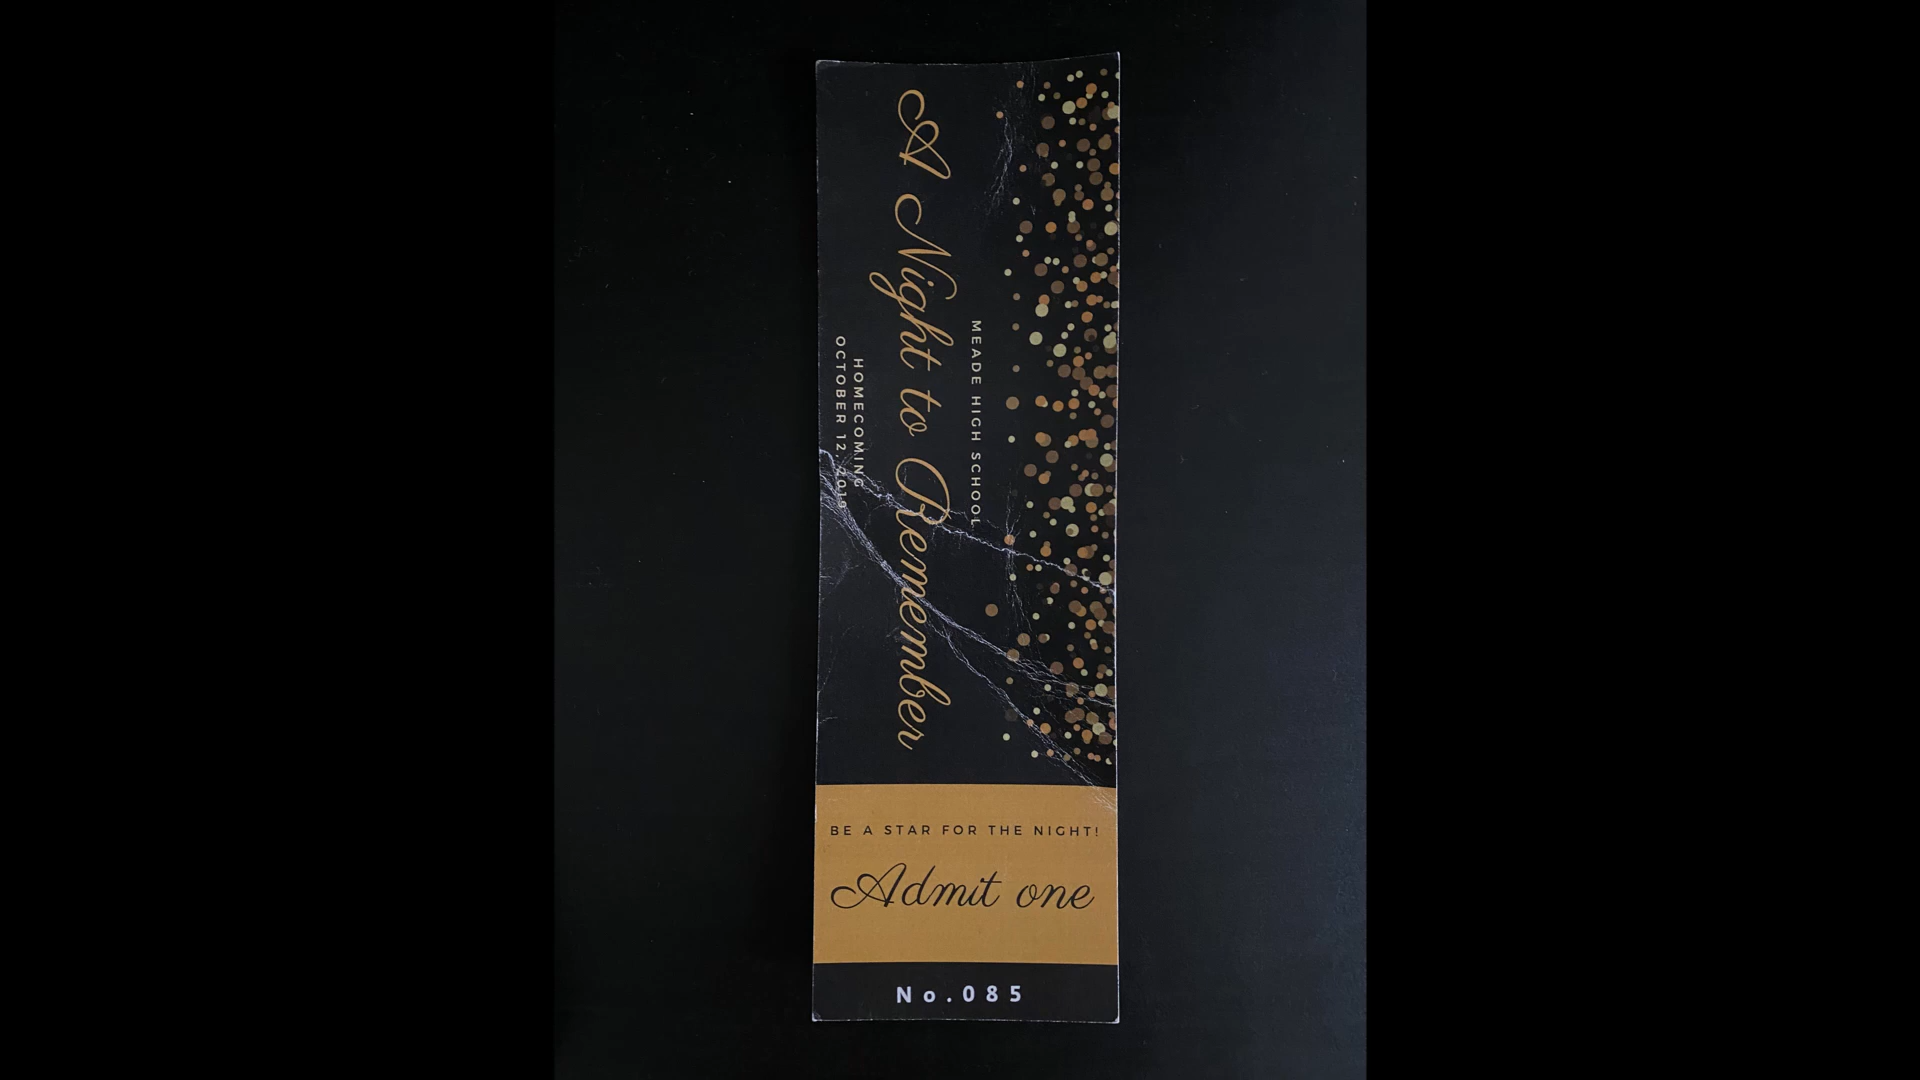 MEADE HIGH SCHOOL
A Night to Remember
HOMECOMING
OCTOBER 12, 2019
BE A STAR FOR THE NIGHT!
Admit one
No.085